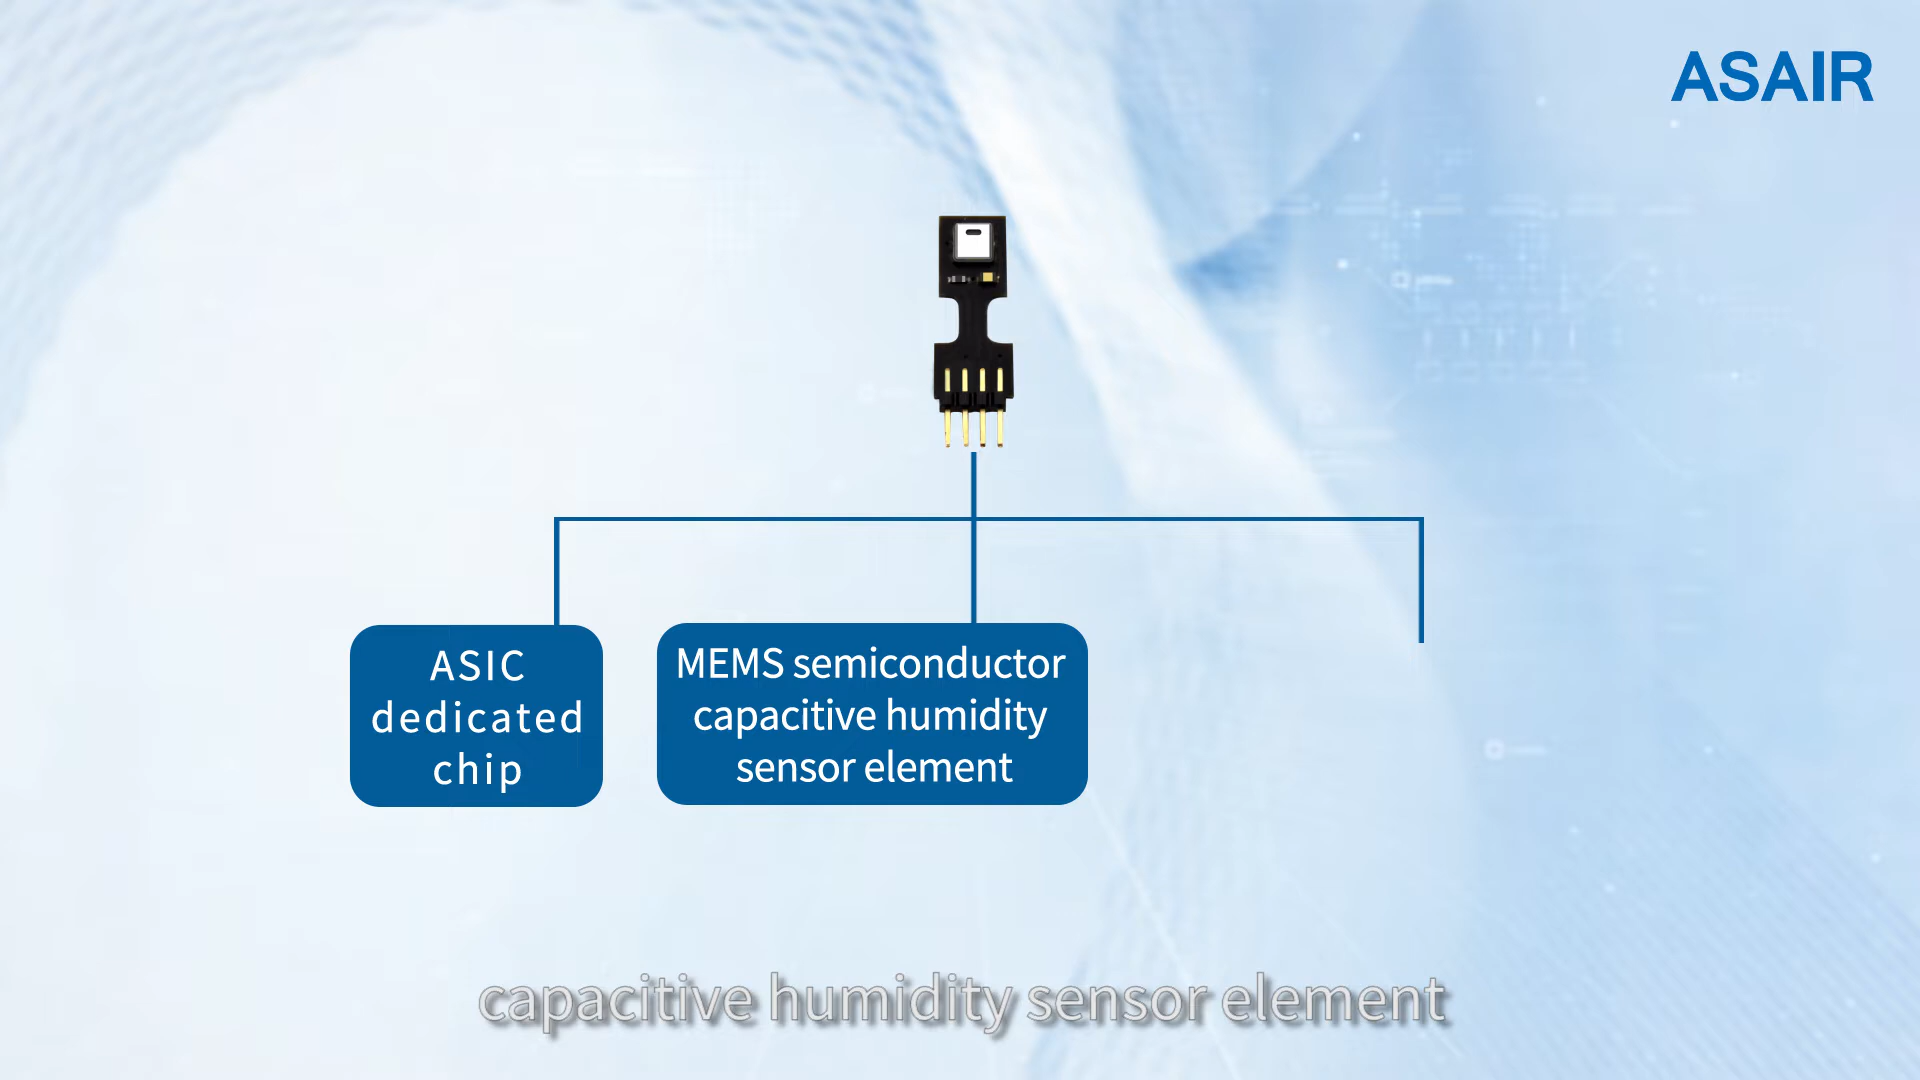 ASAIR
ASIC
dedicated
chip
MEMS semiconductor
capacitive humidity
sensor element
capacitive humidity sensor element